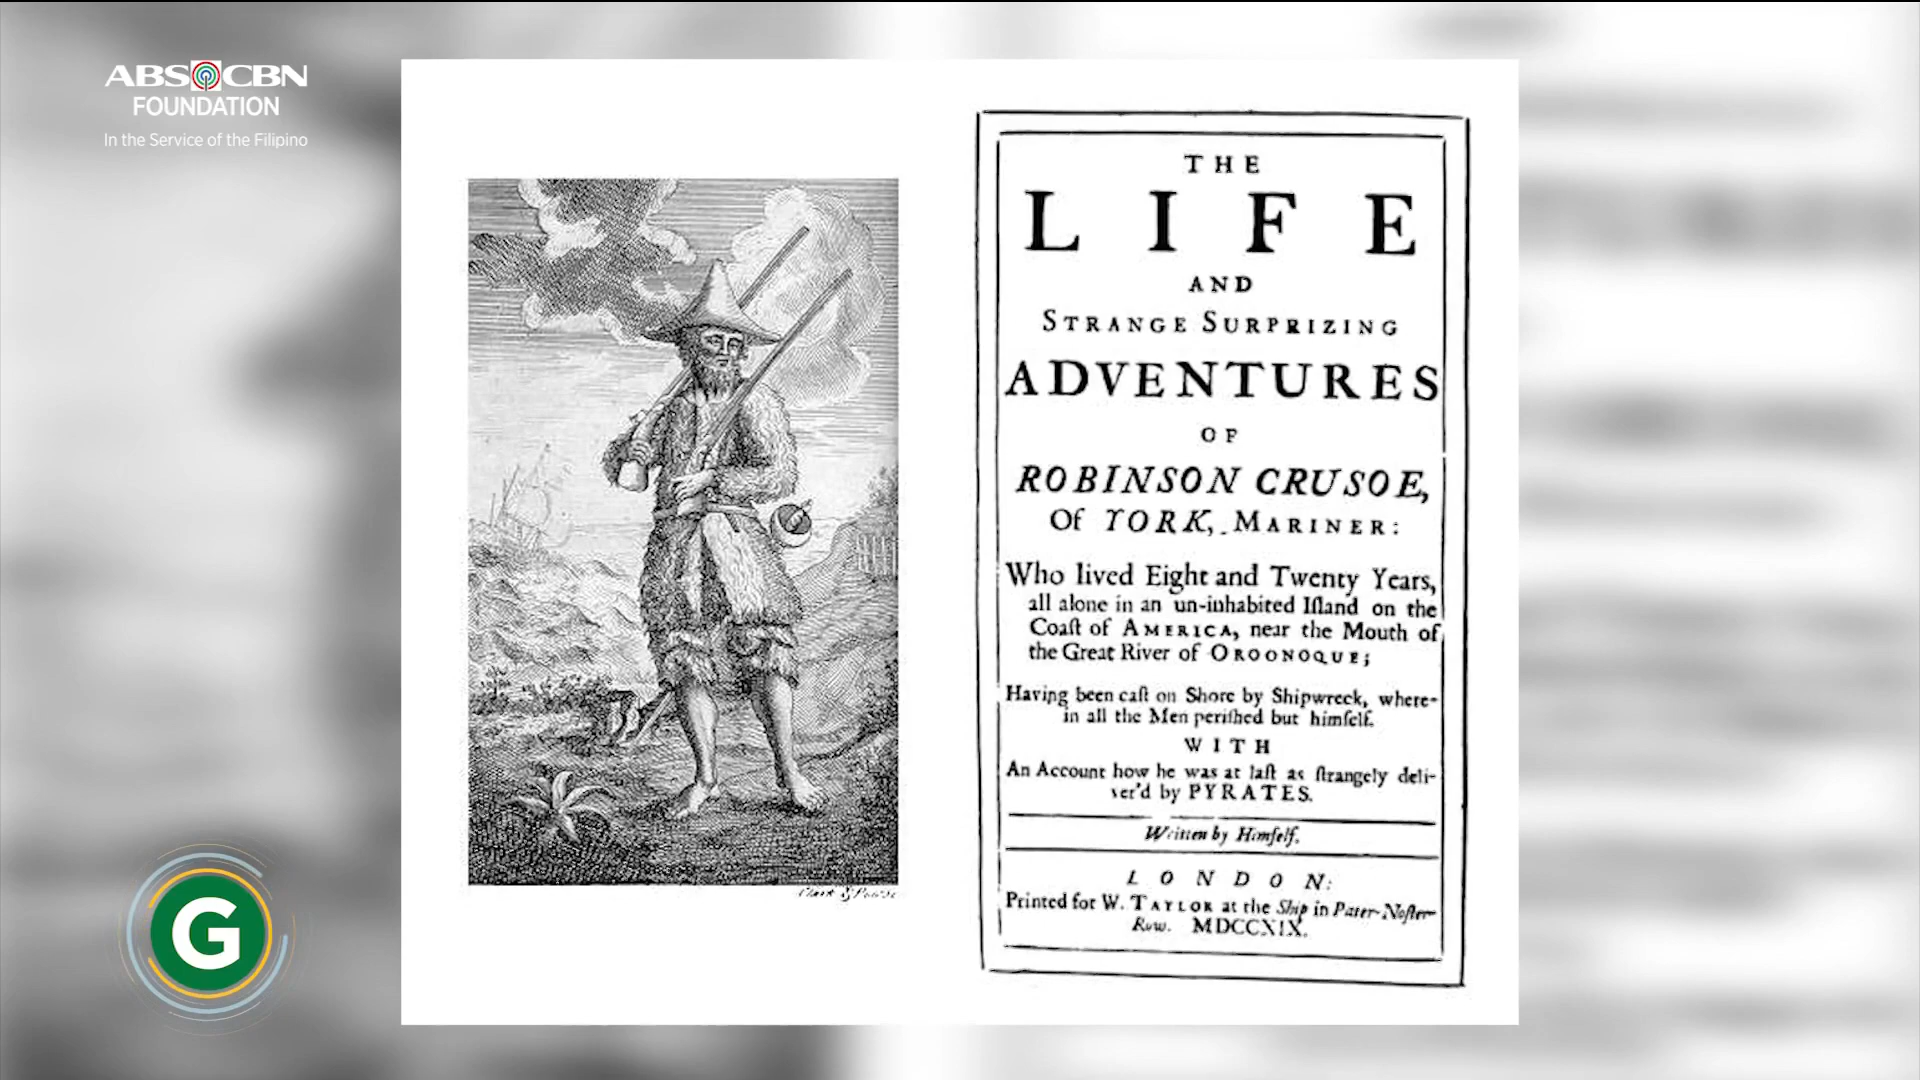 ABS CBN
FOUNDATION
In the Service of the Filipino
THE
LIFE
AND
STRANGE SURPRIZING
ADVENTURES
OF
ROBINSON CRUSOE,
Of YORK, MARINER:
Who lived Eight and Twenty Years,
all alone in an un-inhabited Iſland on the
Coaſt of AMERICA, near the Mouth of
the Great River of OROONOQUE;
Having been caſt on Shore by Shipwreck, where-
in all the Men periſhed but himſelf.
WITH
An Account how he was at laſt as ſtrangely deli-
ver'd by PYRATES.
Written by Himſelf.
LONDON:
Printed for W. TAYLOR at the Ship in Pater-Noſter-
Row. MDCCXIX.
Clark &
G